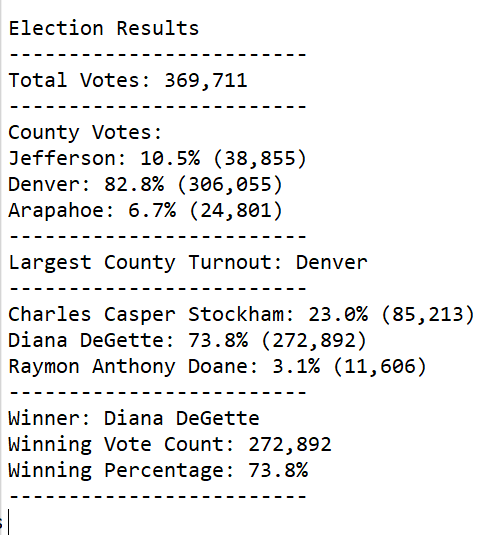 Election Results
-------------------------
Total Votes: 369,711
-------------------------
County Votes:
Jefferson: 10.5% (38,855)
Denver: 82.8% (306,055)
Arapahoe: 6.7% (24,801)
-------------------------
Largest County Turnout: Denver
-------------------------
Charles Casper Stockham: 23.0% (85,213)
Diana DeGette: 73.8% (272,892)
Raymon Anthony Doane: 3.1% (11,606)
-------------------------
Winner: Diana DeGette
Winning Vote Count: 272,892
Winning Percentage: 73.8%
-------------------------